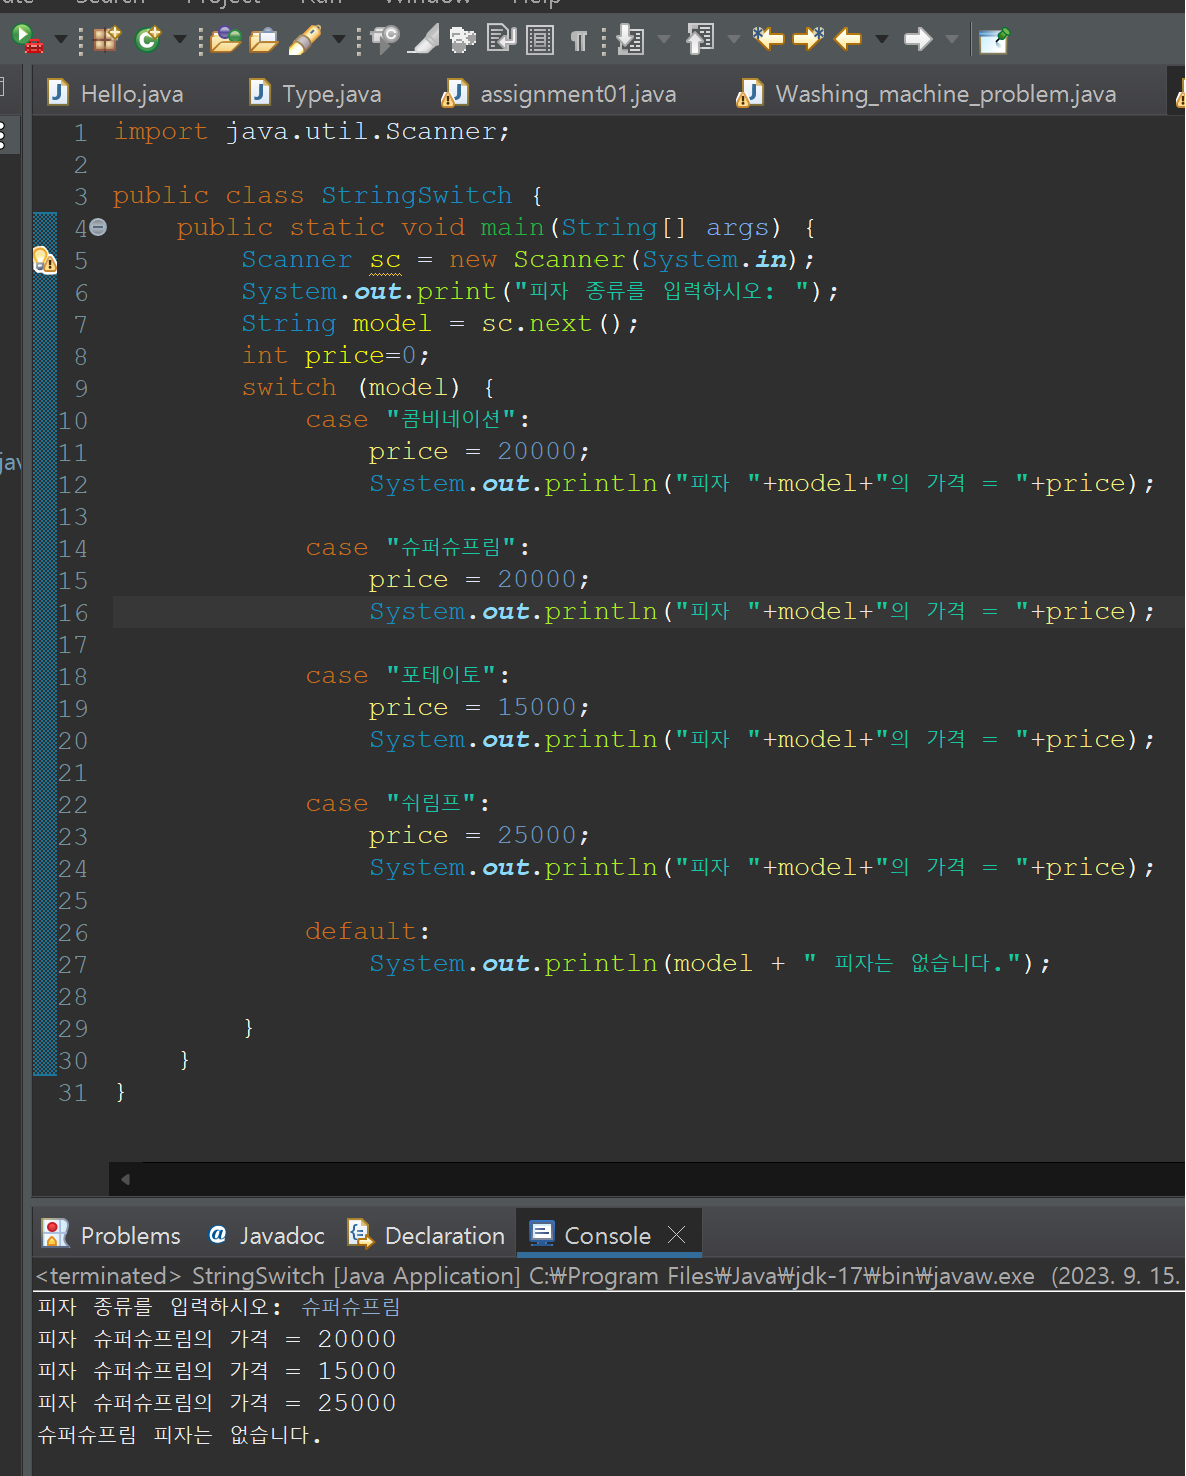 Search Project Run Window Help
Hello.java Type.java assignment01.java Washing_machine_problem.java
1 import java.util.Scanner;
2
3 public class StringSwitch {
4 public static void main(String[] args) {
5 Scanner sc = new Scanner(System.in);
6 System.out.print("피자 종류를 입력하시오: ");
7 String model = sc.next();
8 int price=0;
9 switch (model) {
10 case "콤비네이션":
11 price = 20000;
12 System.out.println("피자 "+model+"의 가격 = "+price);
13
14 case "슈퍼슈프림":
15 price = 20000;
16 System.out.println("피자 "+model+"의 가격 = "+price);
17
18 case "포테이토":
19 price = 15000;
20 System.out.println("피자 "+model+"의 가격 = "+price);
21
22 case "쉬림프":
23 price = 25000;
24 System.out.println("피자 "+model+"의 가격 = "+price);
25
26 default:
27 System.out.println(model + " 피자는 없습니다.");
28
29 }
30 }
31 }
Problems Javadoc Declaration Console
<terminated> StringSwitch [Java Application] C:₩Program Files₩Java₩jdk-17₩bin₩javaw.exe (2023. 9. 15.
피자 종류를 입력하시오: 슈퍼슈프림
피자 슈퍼슈프림의 가격 = 20000
피자 슈퍼슈프림의 가격 = 15000
피자 슈퍼슈프림의 가격 = 25000
슈퍼슈프림 피자는 없습니다.